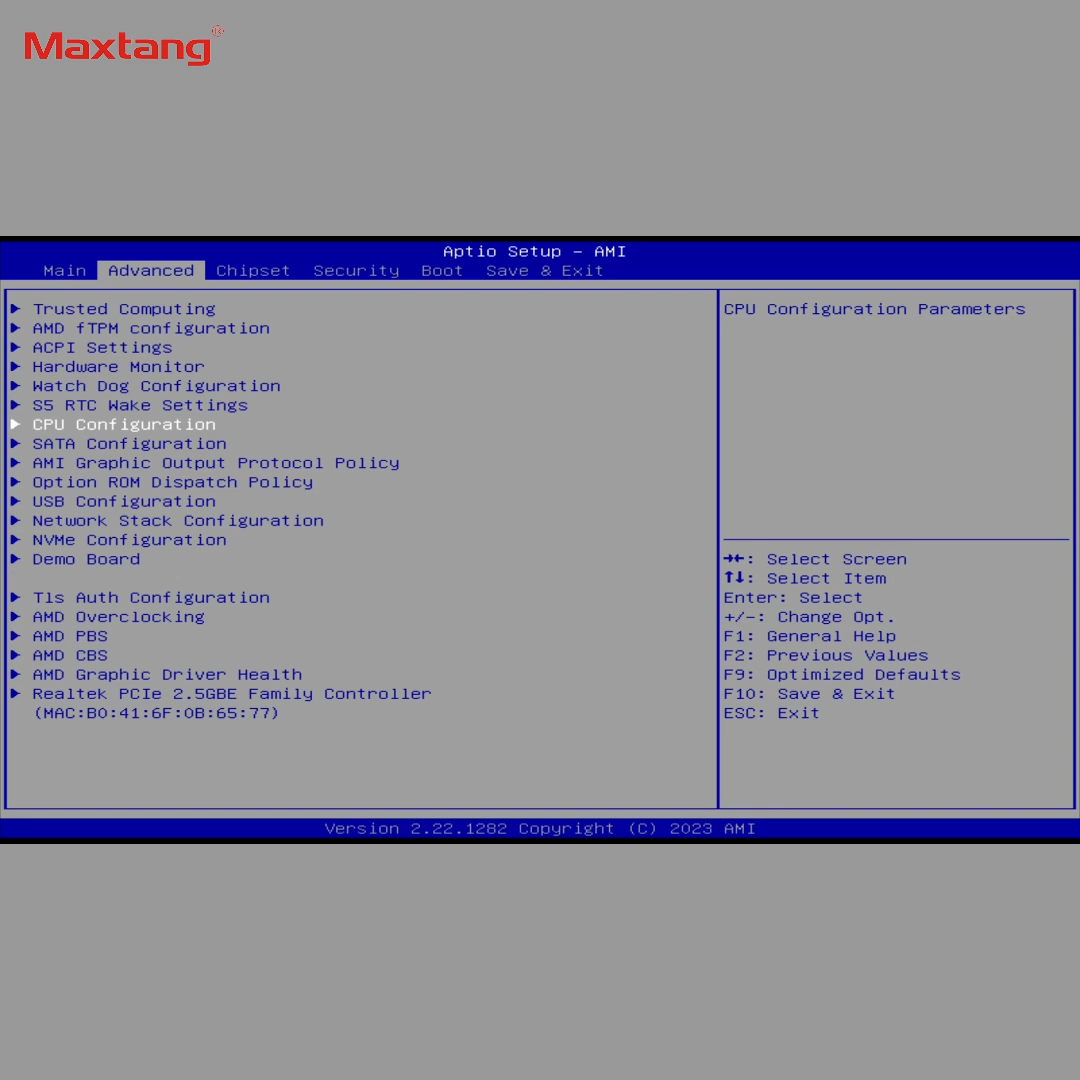 Maxtang®
Aptio Setup – AMI
Main Advanced Chipset Security Boot Save & Exit
Trusted Computing
AMD fTPM configuration
ACPI Settings
Hardware Monitor
Watch Dog Configuration
S5 RTC Wake Settings
CPU Configuration
SATA Configuration
AMI Graphic Output Protocol Policy
Option ROM Dispatch Policy
USB Configuration
Network Stack Configuration
NVMe Configuration
Demo Board
Tls Auth Configuration
AMD Overclocking
AMD PBS
AMD CBS
AMD Graphic Driver Health
Realtek PCIe 2.5GBE Family Controller
(MAC:B0:41:6F:0B:65:77)
CPU Configuration Parameters
→←: Select Screen
↑↓: Select Item
Enter: Select
+/-: Change Opt.
F1: General Help
F2: Previous Values
F9: Optimized Defaults
F10: Save & Exit
ESC: Exit
Version 2.22.1282 Copyright (C) 2023 AMI